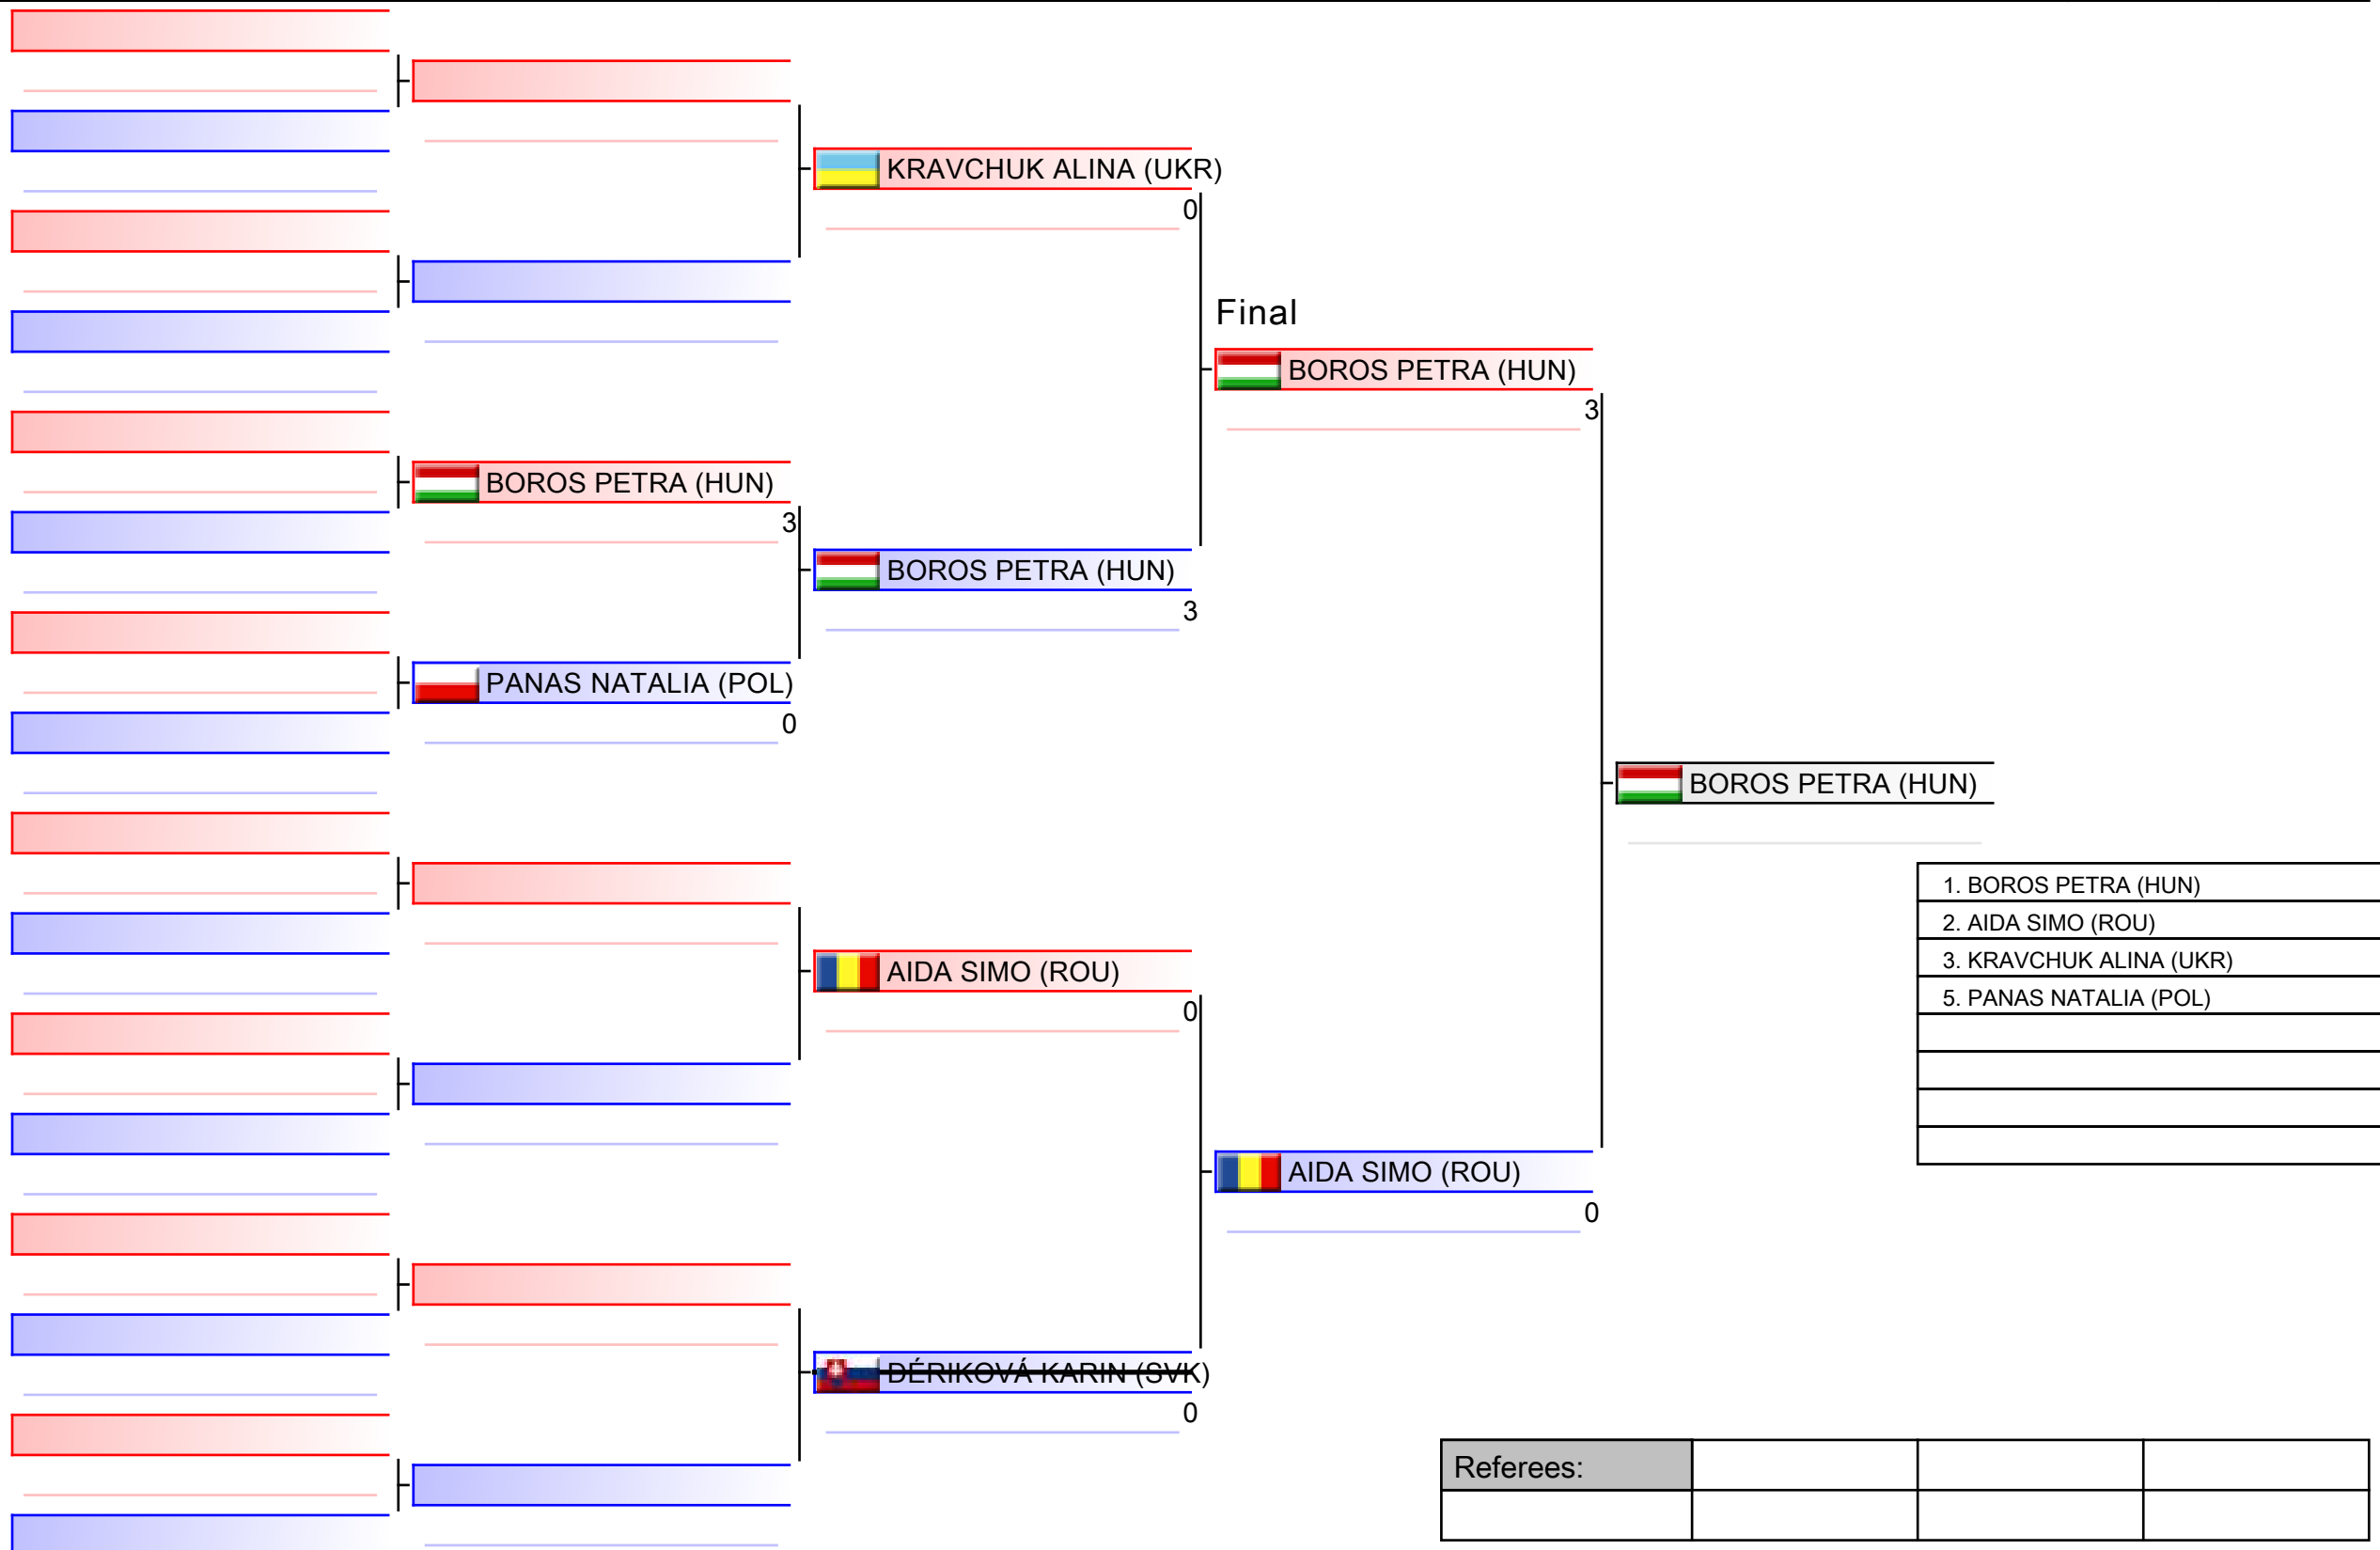 KRAVCHUK ALINA (UKR)
0
Final
BOROS PETRA (HUN)
3
BOROS PETRA (HUN)
3
BOROS PETRA (HUN)
3
PANAS NATALIA (POL)
0
BOROS PETRA (HUN)
1. BOROS PETRA (HUN)
2. AIDA SIMO (ROU)
3. KRAVCHUK ALINA (UKR)
5. PANAS NATALIA (POL)
AIDA SIMO (ROU)
0
AIDA SIMO (ROU)
0
DÉRIKOVÁ KARIN (SVK)
0
Referees: